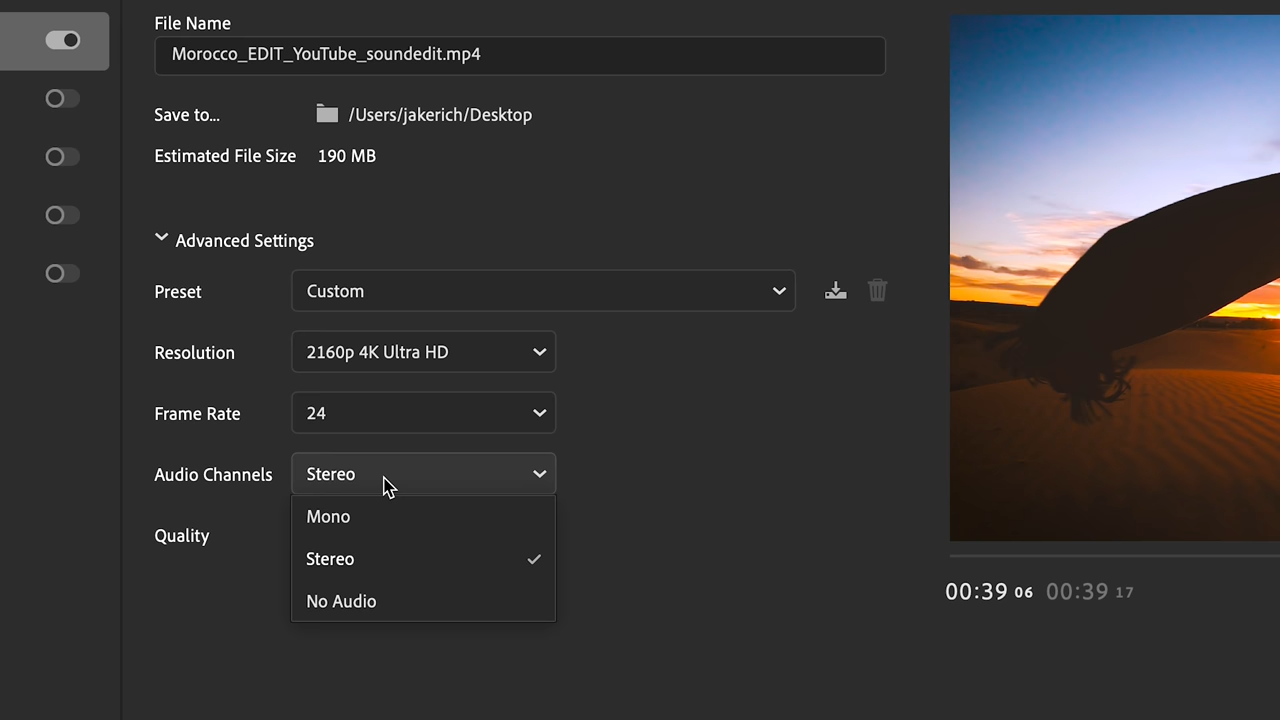 File Name
Morocco_EDIT_YouTube_soundedit.mp4
Save to... /Users/jakerich/Desktop
Estimated File Size 190 MB
Advanced Settings
Preset Custom
Resolution 2160p 4K Ultra HD
Frame Rate 24
Audio Channels Stereo
Mono
Quality
Stereo
No Audio
00:39 06 00:39 17